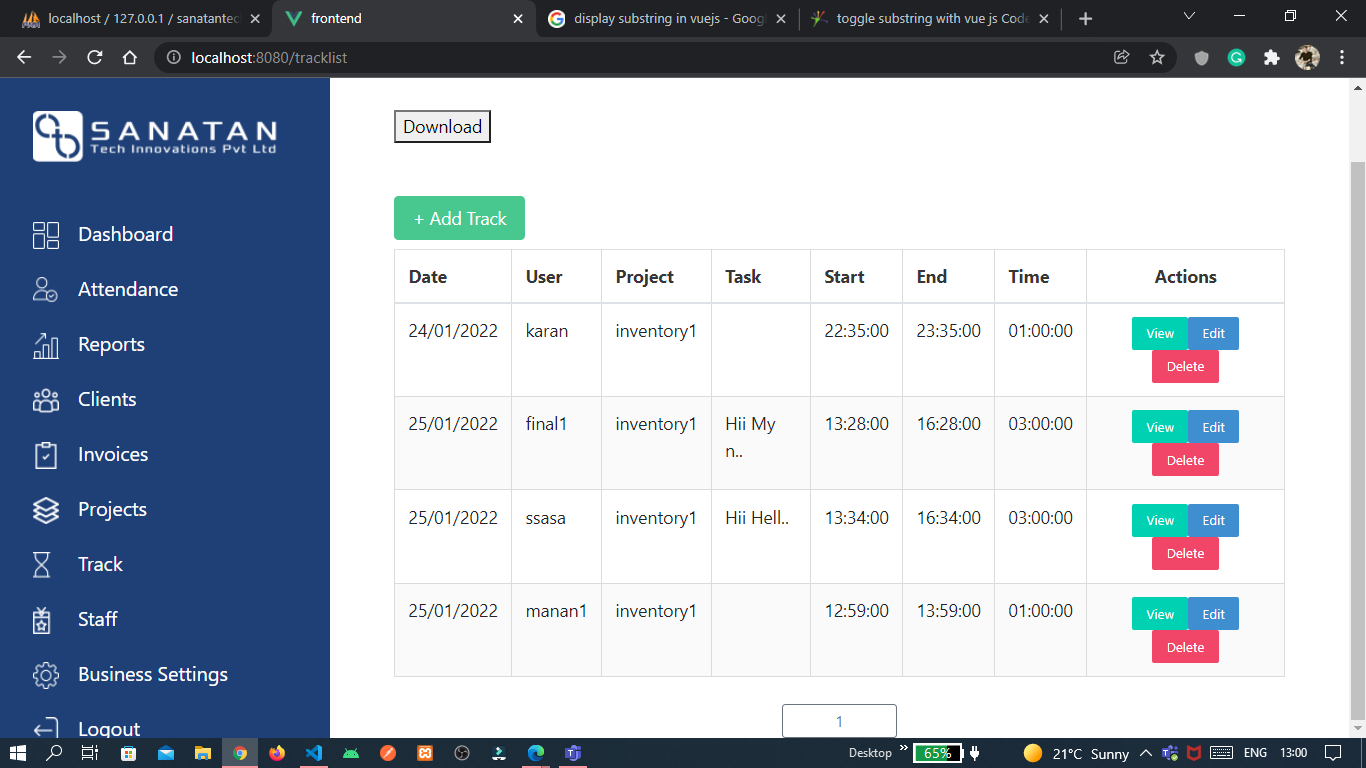 localhost / 127.0.0.1 / sanatantec
frontend
display substring in vuejs - Goog
toggle substring with vue js Code
localhost:8080/tracklist
SANATAN
Tech Innovations Pvt Ltd
Dashboard
Attendance
Reports
Clients
Invoices
Projects
Track
Staff
Business Settings
Logout
Download
+ Add Track
Date User Project Task Start End Time Actions
24/01/2022 karan inventory1 22:35:00 23:35:00 01:00:00 View Edit
Delete
25/01/2022 final1 inventory1 Hii My 13:28:00 16:28:00 03:00:00 View Edit
n.. Delete
25/01/2022 ssasa inventory1 Hii Hell.. 13:34:00 16:34:00 03:00:00 View Edit
Delete
25/01/2022 manan1 inventory1 12:59:00 13:59:00 01:00:00 View Edit
Delete
1
Desktop 65% 21°C Sunny ENG 13:00